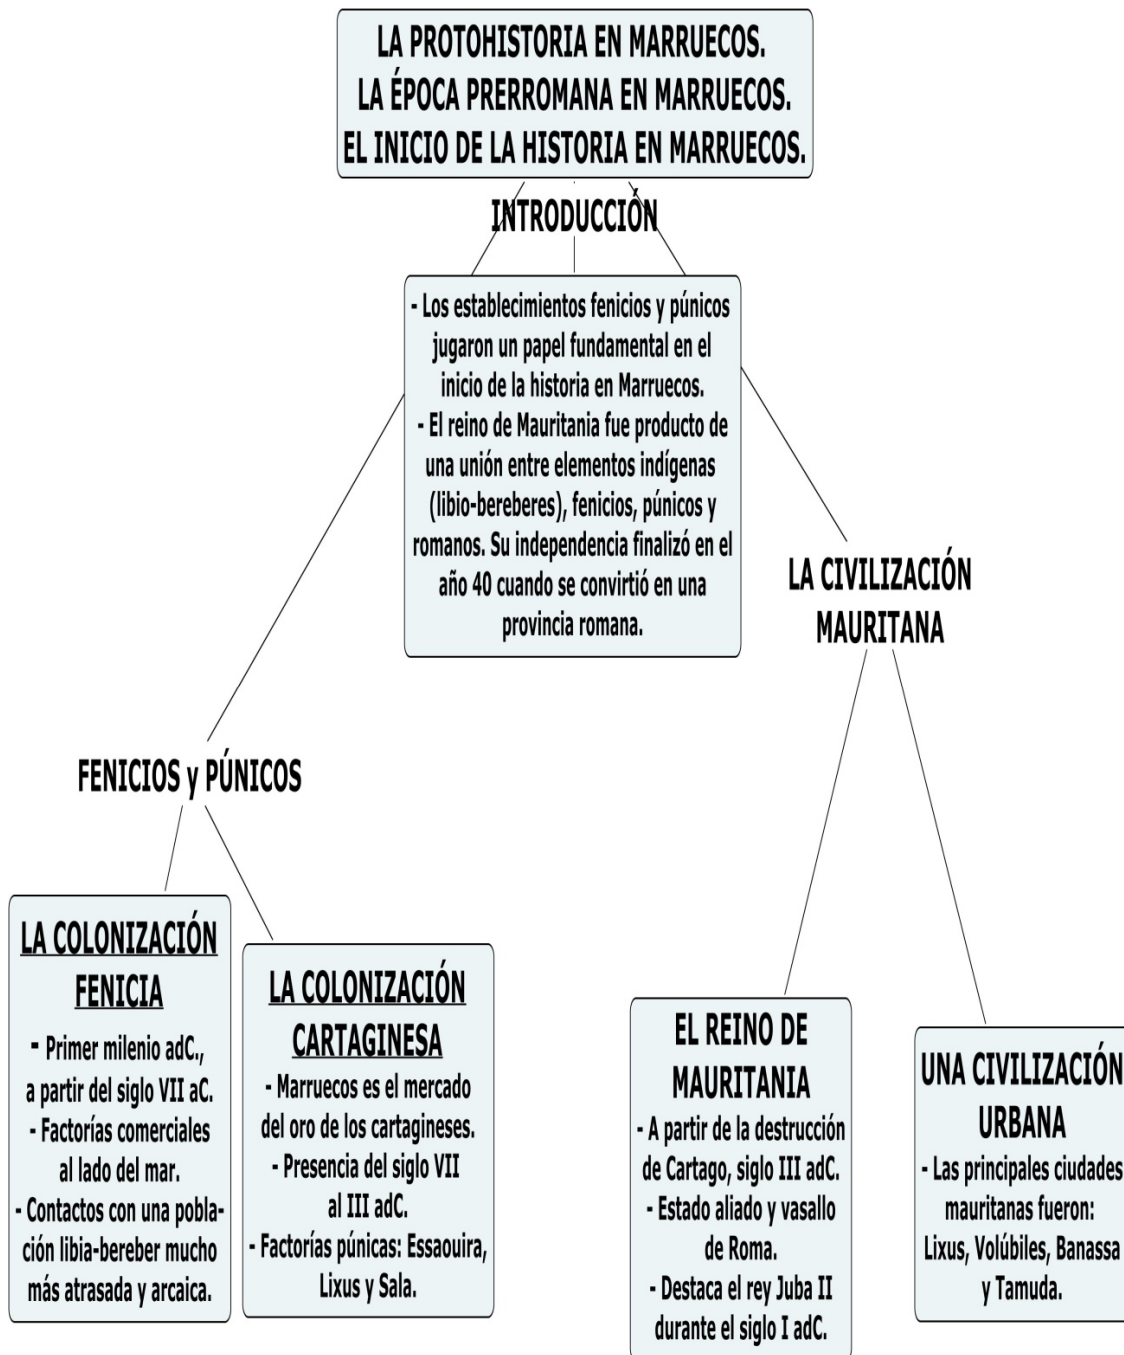 LA PROTOHISTORIA EN MARRUECOS.
LA ÉPOCA PRERROMANA EN MARRUECOS.
EL INICIO DE LA HISTORIA EN MARRUECOS.
INTRODUCCIÓN
- Los establecimientos fenicios y púnicos
jugaron un papel fundamental en el
inicio de la historia en Marruecos.
- El reino de Mauritania fue producto de
una unión entre elementos indígenas
(libio-bereberes), fenicios, púnicos y
romanos. Su independencia finalizó en el
año 40 cuando se convirtió en una
provincia romana.
FENICIOS y PÚNICOS
LA COLONIZACIÓN
FENICIA
- Primer milenio adC.,
a partir del siglo VII aC.
- Factorías comerciales
al lado del mar.
- Contactos con una pobla-
ción libia-bereber mucho
más atrasada y arcaica.
LA COLONIZACIÓN
CARTAGINESA
- Marruecos es el mercado
del oro de los cartagineses.
- Presencia del siglo VII
al III adC.
- Factorías púnicas: Essaouira,
Lixus y Sala.
LA CIVILIZACIÓN
MAURITANA
EL REINO DE
MAURITANIA
- A partir de la destrucción
de Cartago, siglo III adC.
- Estado aliado y vasallo
de Roma.
- Destaca el rey Juba II
durante el siglo I adC.
UNA CIVILIZACIÓN
URBANA
- Las principales ciudades
mauritanas fueron:
Lixus, Volúbiles, Banassa
y Tamuda.